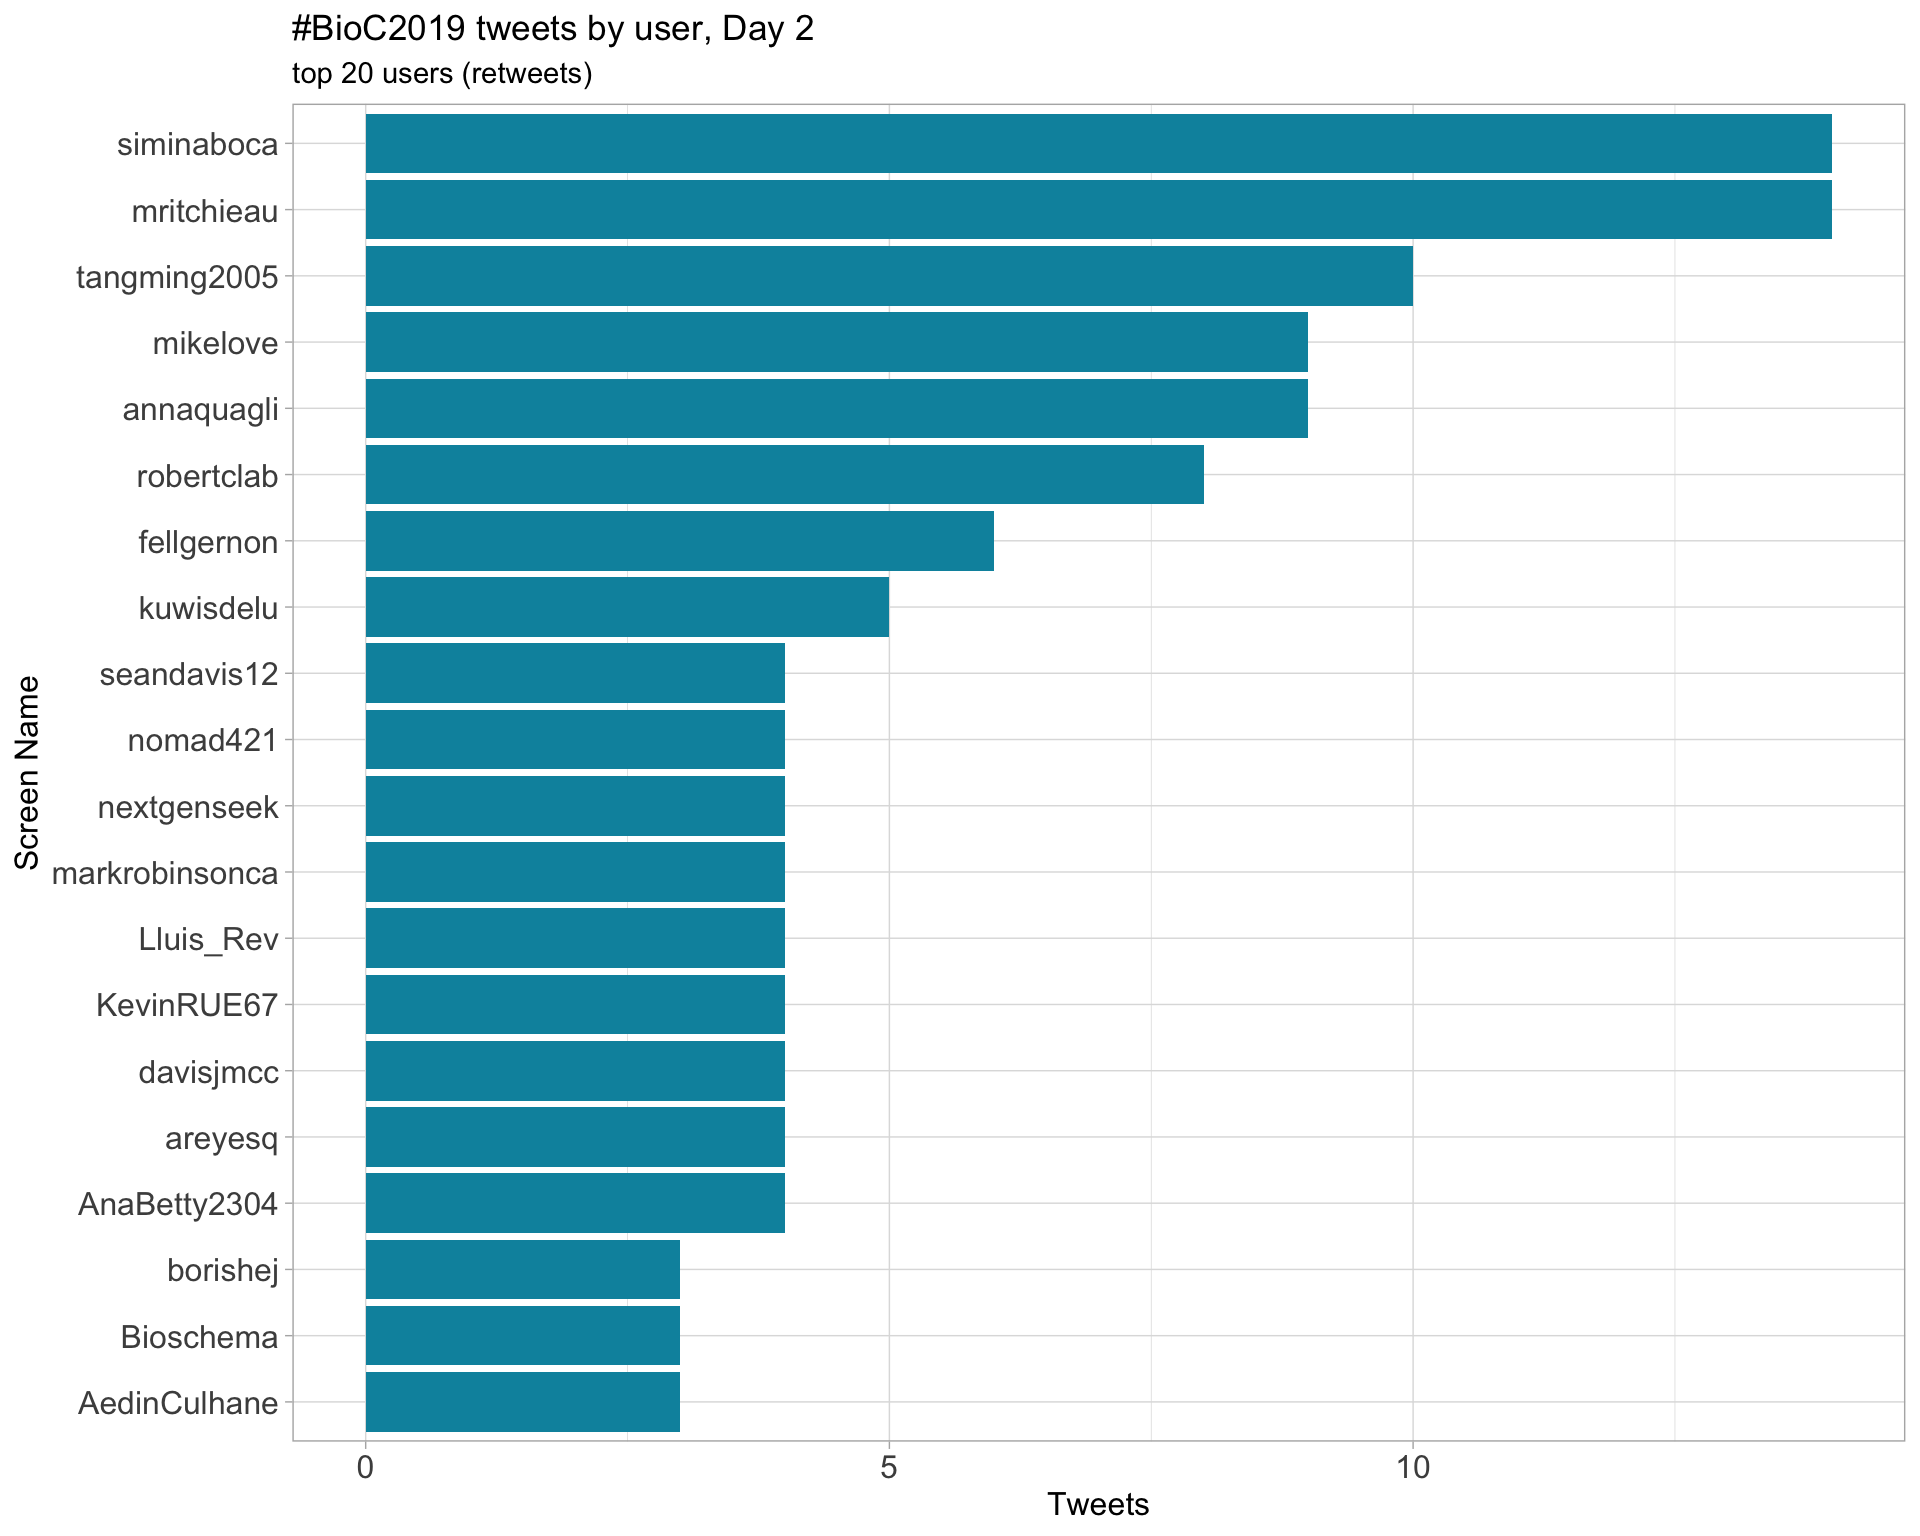 #BioC2019 tweets by user, Day 2
top 20 users (retweets)
siminaboca
mritchieau
tangming2005
mikelove
annaquagli
robertclab
fellgernon
kuwisdelu
seandavis12
nomad421
nextgenseek
markrobinsonca
Lluis_Rev
KevinRUE67
davisjmcc
areyesq
AnaBetty2304
borishej
Bioschema
AedinCulhane
Screen Name
0 5 10
Tweets